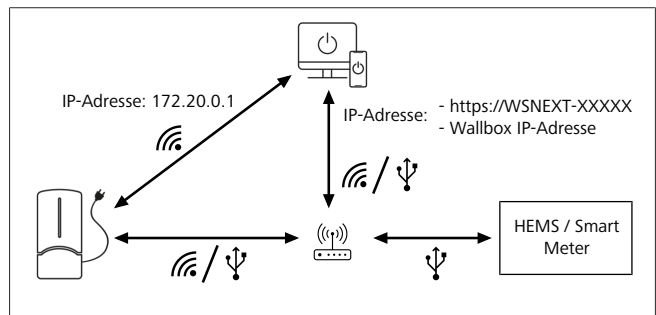 IP-Adresse: 172.20.0.1
IP-Adresse: - https://WSNEXT-XXXXX
- Wallbox IP-Adresse
HEMS / Smart
Meter